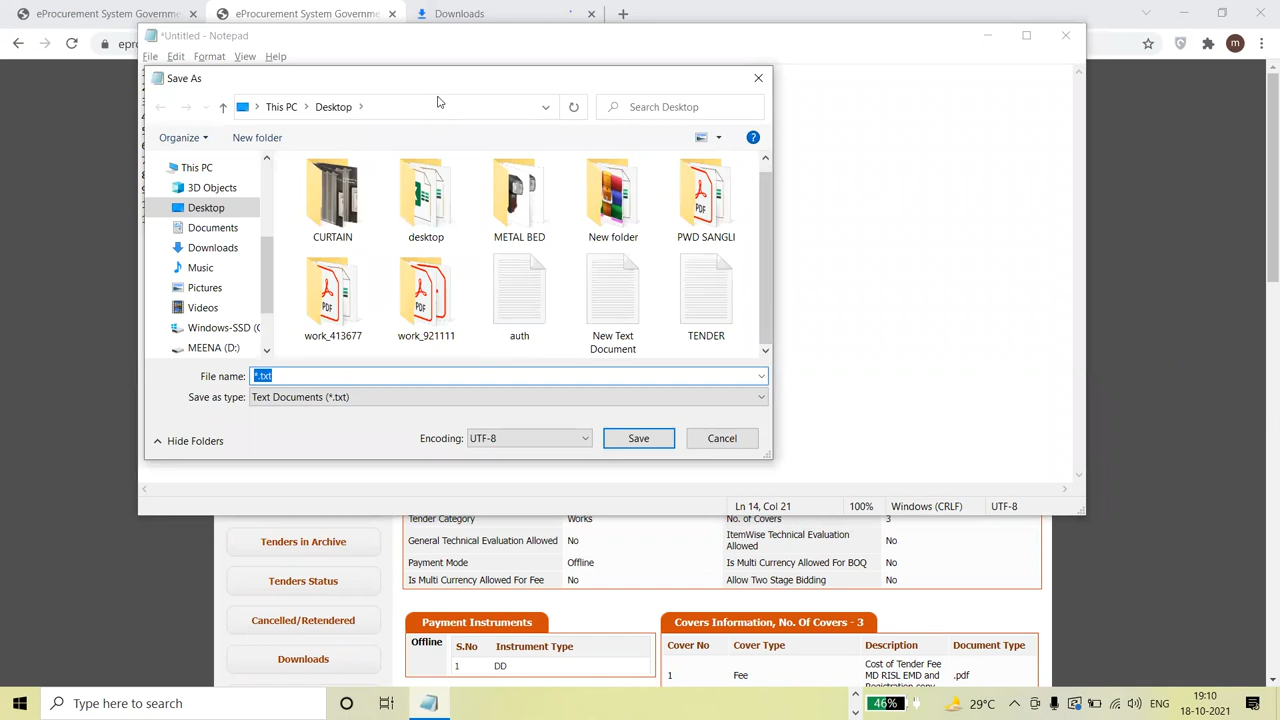 eProcurement System Governme
eProcurement System Governme
Downloads
epro
m
*Untitled - Notepad
File Edit Format View Help
Save As
This PC > Desktop >
Search Desktop
Organize
New folder
This PC
3D Objects
Desktop
Documents
Downloads
Music
Pictures
Videos
Windows-SSD (C
MEENA (D:)
CURTAIN
desktop
METAL BED
New folder
PWD SANGLI
work_413677
work_921111
auth
New Text
Document
TENDER
File name: *.txt
Save as type: Text Documents (*.txt)
Hide Folders
Encoding: UTF-8
Save
Cancel
Ln 14, Col 21 100% Windows (CRLF) UTF-8
Tenders in Archive
Tenders Status
Cancelled/Retendered
Downloads
Tender Category Works No. of Covers 3
General Technical Evaluation Allowed No ItemWise Technical Evaluation
Allowed No
Payment Mode Offline Is Multi Currency Allowed For BOQ No
Is Multi Currency Allowed For Fee No Allow Two Stage Bidding No
Payment Instruments
Offline S.No Instrument Type
1 DD
Covers Information, No. Of Covers - 3
Cover No Cover Type Description Document Type
1 Fee Cost of Tender Fee
MD RISL EMD and
Registration copy .pdf
Type here to search
46%
29°C
ENG
19:10
18-10-2021